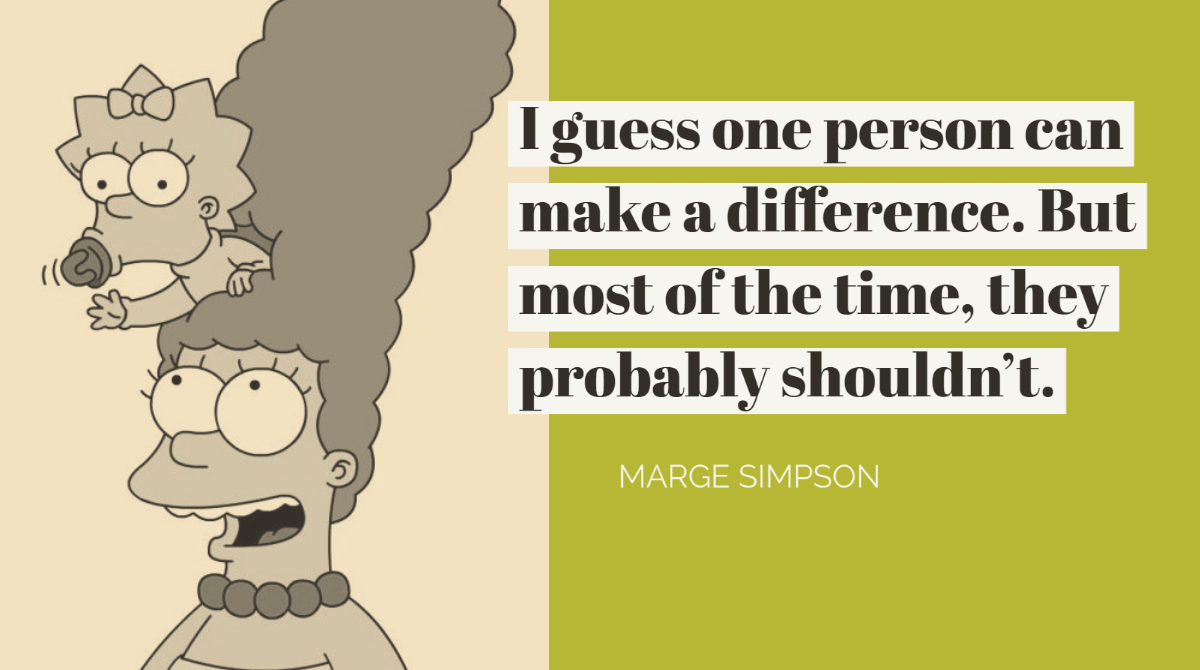 I guess one person can
make a difference. But
most of the time, they
probably shouldn’t.
MARGE SIMPSON